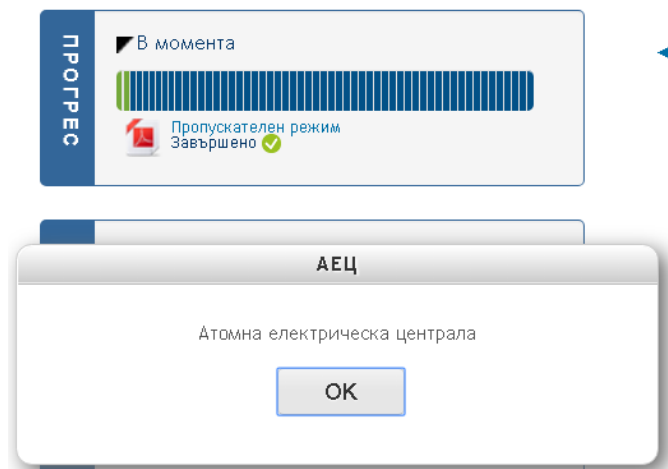 ПРОГРЕС
В момента
Пропускателен режим
Завършено
АЕЦ
Атомна електрическа централа
OK